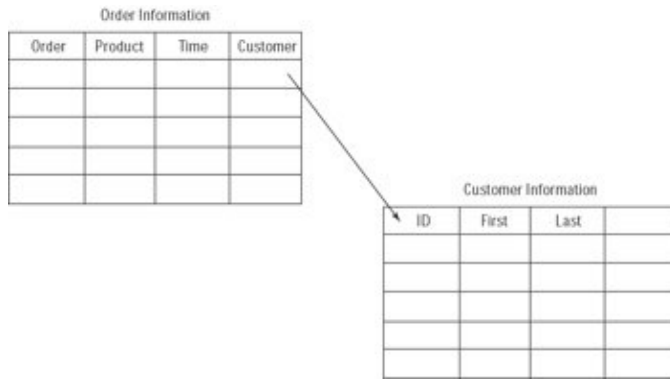 Order Information
Order Product Time Customer
Customer Information
ID First Last